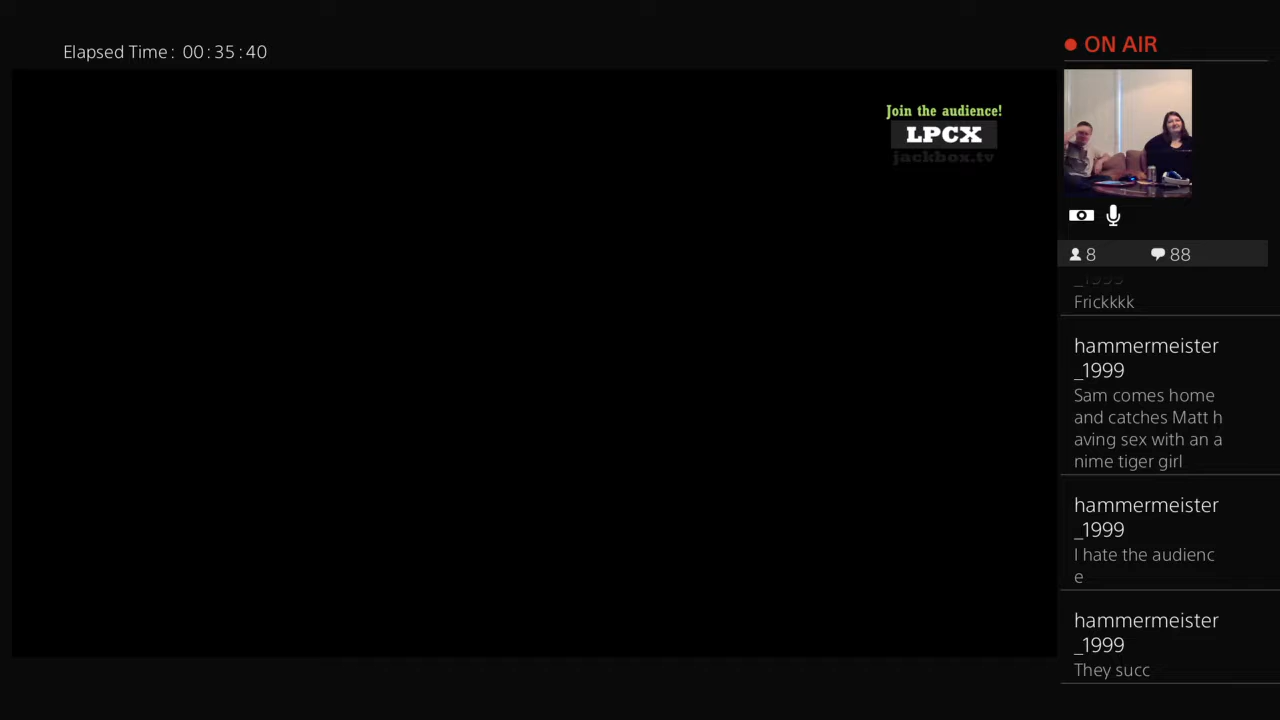 Elapsed Time: 00:35:40
ON AIR
Join the audience!
LPCX
jackbox.tv
8 88
_1999
Frickkkk
hammermeister
_1999
Sam comes home
and catches Matt h
aving sex with an a
nime tiger girl
hammermeister
_1999
I hate the audienc
e
hammermeister
_1999
They succ